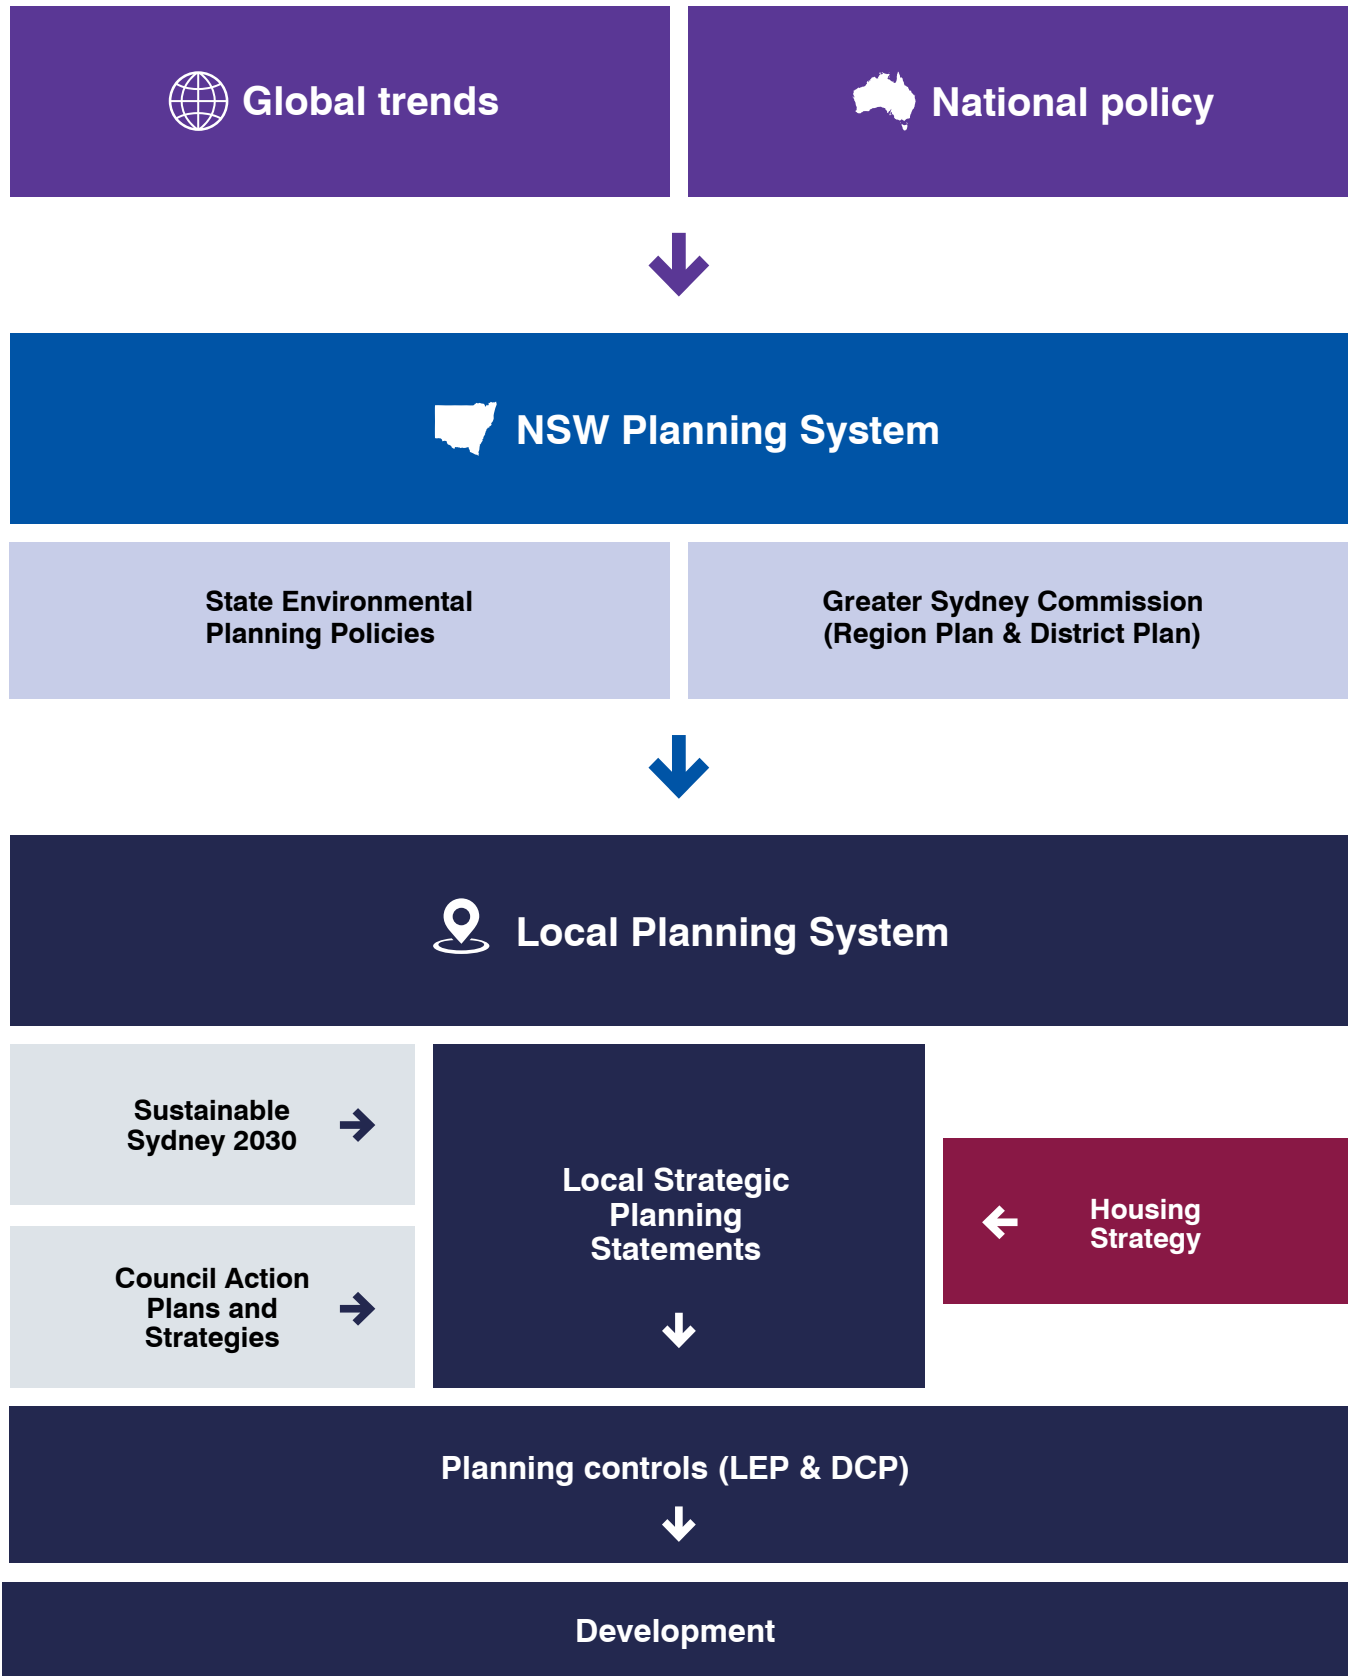 Global trends
National policy
NSW Planning System
State Environmental
Planning Policies
Greater Sydney Commission
(Region Plan & District Plan)
Local Planning System
Sustainable
Sydney 2030
Council Action
Plans and
Strategies
Local Strategic
Planning
Statements
Housing
Strategy
Planning controls (LEP & DCP)
Development